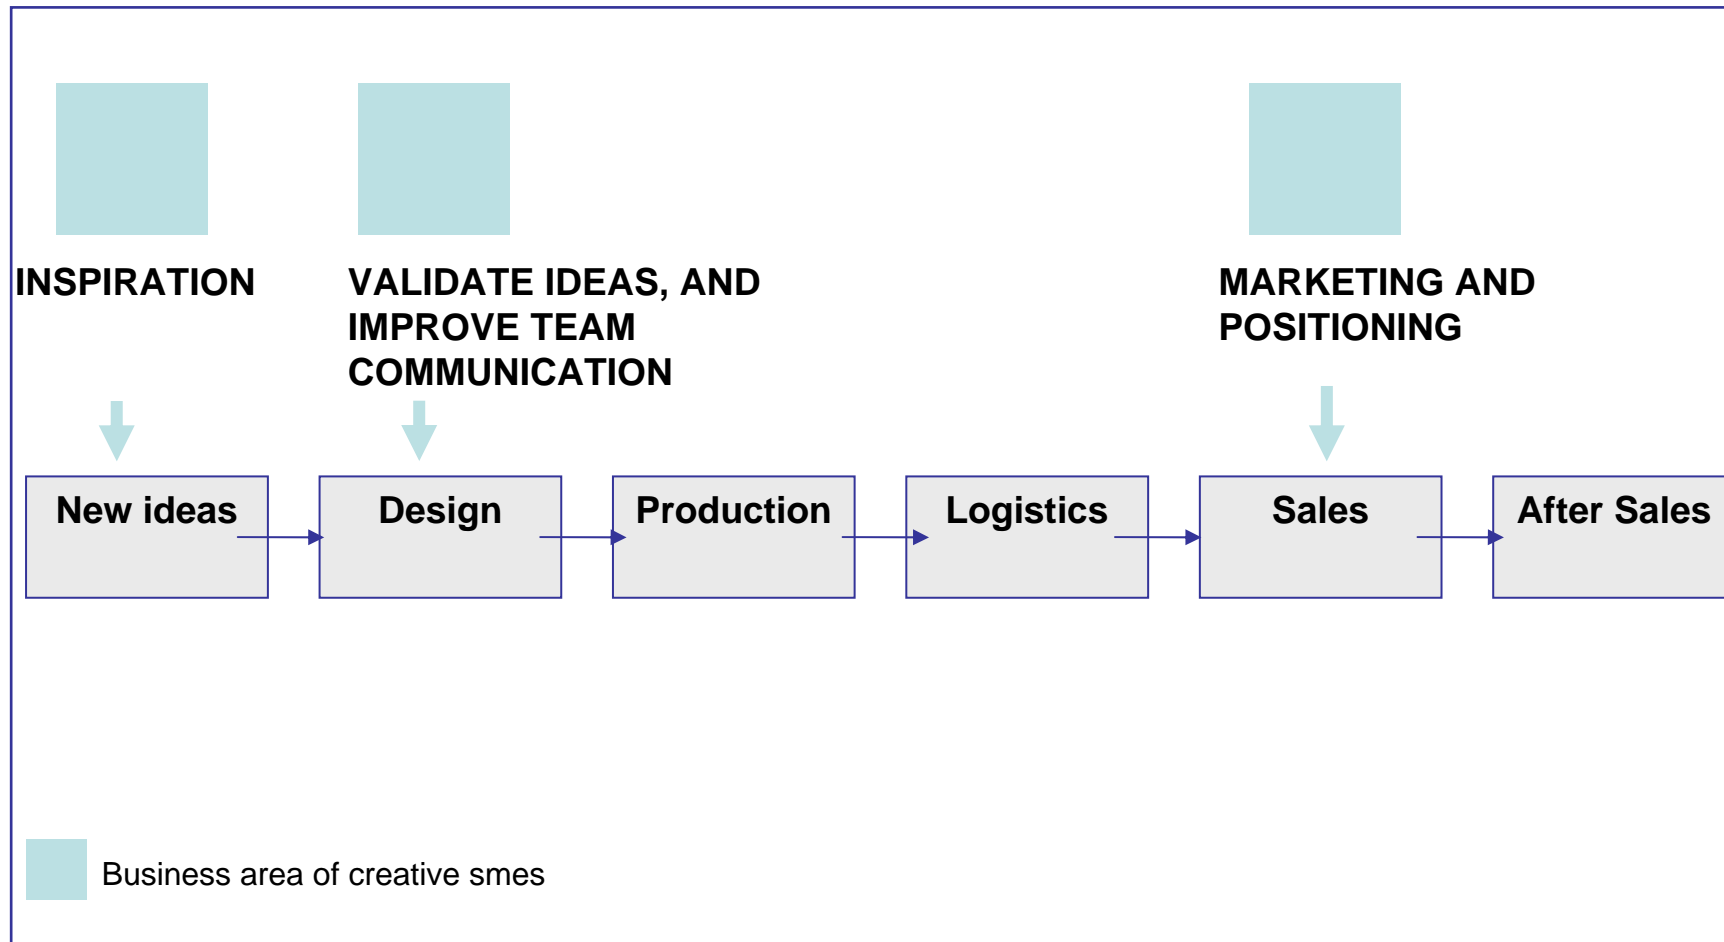 INSPIRATION
VALIDATE IDEAS, AND
IMPROVE TEAM
COMMUNICATION
MARKETING AND
POSITIONING
New ideas
Design
Production
Logistics
Sales
After Sales
Business area of creative smes